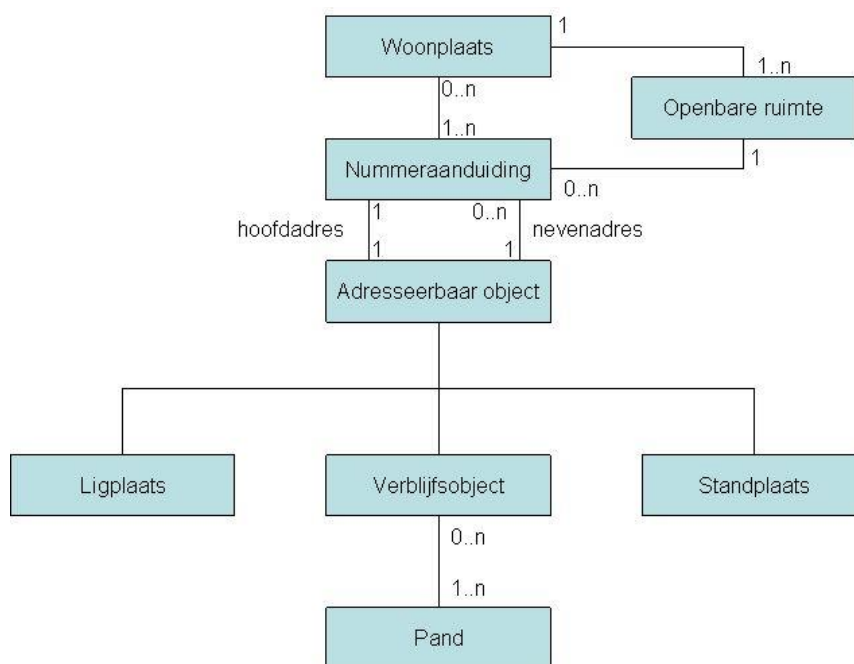 Woonplaats
1
0..n
1..n
1..n
Openbare ruimte
Nummeraanduiding
1
0..n
hoofdadres
1
0..n
nevenadres
1
1
Adresseerbaar object
Ligplaats
Verblijfsobject
Standplaats
0..n
1..n
Pand